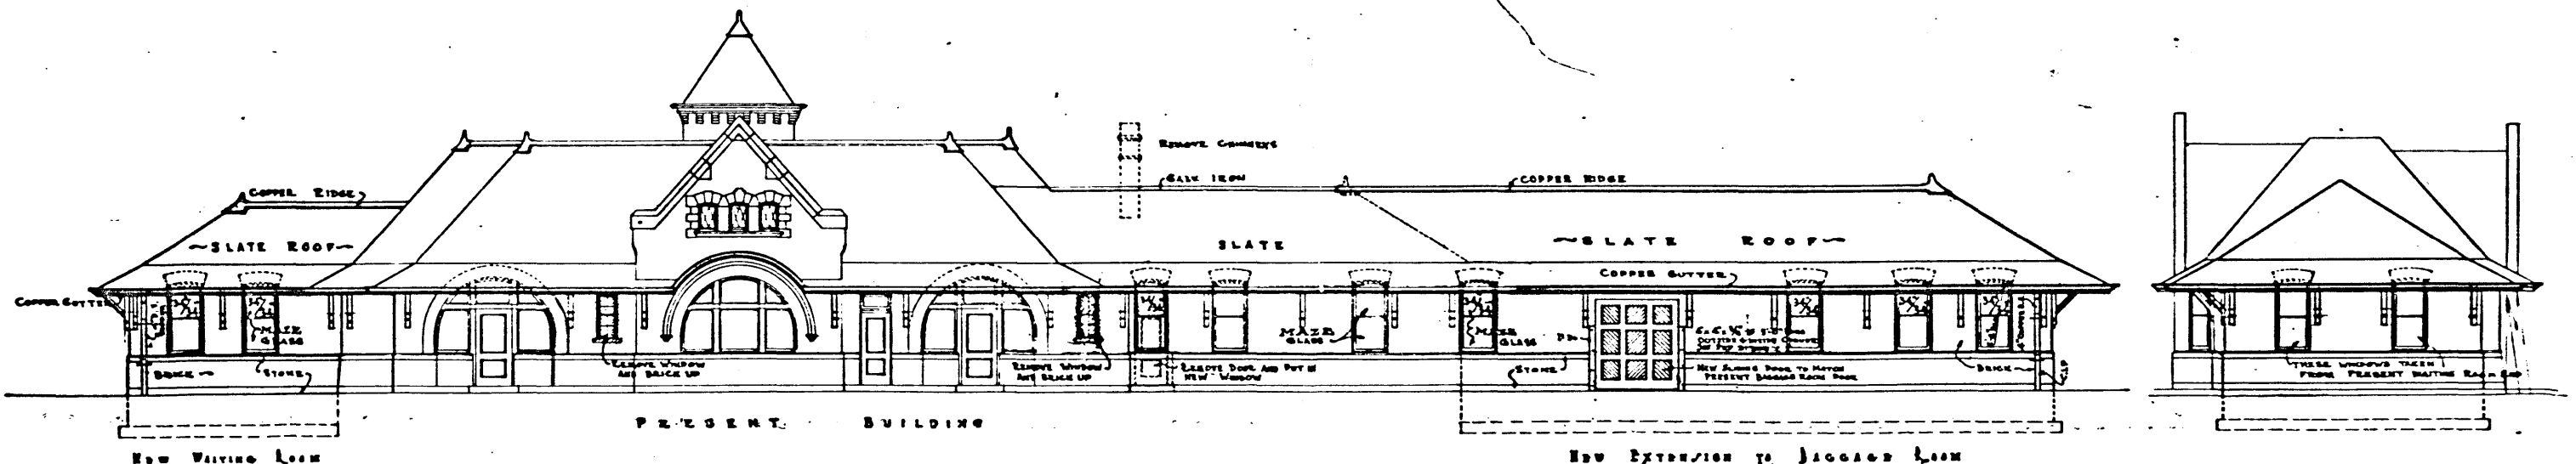 REMOVE CHIMNEYS
GALV IRON
COPPER RIDGE
COPPER RIDGE
~SLATE ROOF~
SLATE
~SLATE ROOF~
COPPER GUTTER
COPPER GUTTER
MAZE
GLASS
MAZE
GLASS
MAZE
GLASS
BRICK
STONE
REMOVE WINDOW
AND BRICK UP
REMOVE WINDOW
AND BRICK UP
REMOVE DOOR AND PUT IN
NEW WINDOW
STONE
NEW SLIDING DOOR TO MATCH
PRESENT BAGGAGE ROOM DOOR
BRICK
CAP
THESE WINDOWS TAKEN
FROM PRESENT WAITING ROOM END
PRESENT BUILDING
NEW WAITING ROOM
NEW EXTENSION TO BAGGAGE ROOM